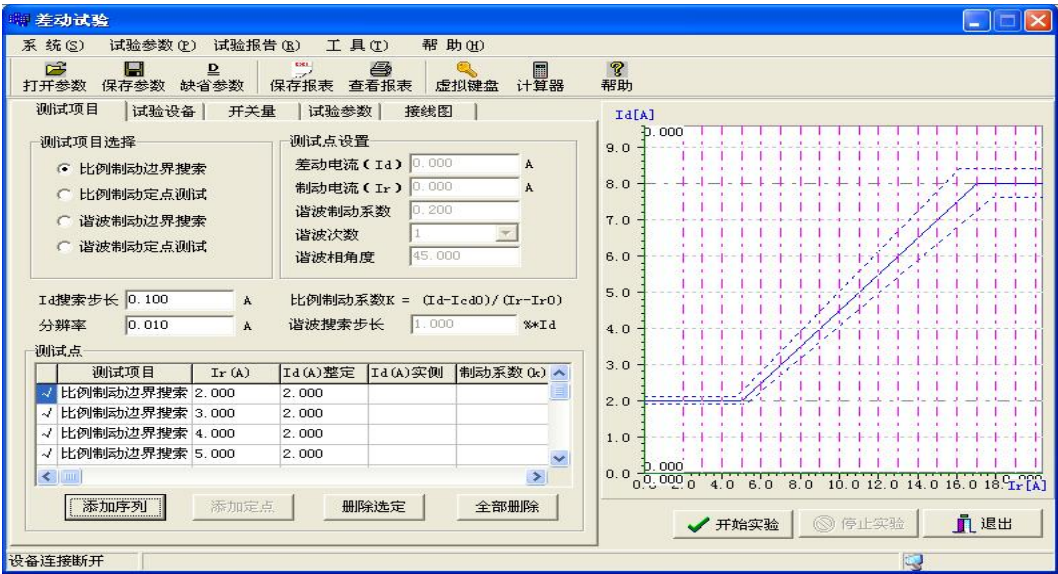 差动试验
系 统(S) 试验参数(P) 试验报告(R) 工 具(T) 帮 助(H)
打开参数 保存参数 缺省参数 保存报表 查看报表 虚拟键盘 计算器 帮助
测试项目 试验设备 开关量 试验参数 接线图
测试项目选择
比例制动边界搜索
比例制动定点测试
谐波制动边界搜索
谐波制动定点测试
测试点设置
差动电流(Id) 0.000 A
制动电流(Ir) 0.000 A
谐波制动系数 0.200
谐波次数 1
谐波相角度 45.000
Id搜索步长 0.100 A 比例制动系数K = (Id-Icd0)/(Ir-Ir0)
分辨率 0.010 A 谐波搜索步长 1.000 %*Id
测试点
测试项目 Ir(A) Id(A)整定 Id(A)实侧 制动系数(k)
√ 比例制动边界搜索 2.000 2.000
√ 比例制动边界搜索 3.000 2.000
√ 比例制动边界搜索 4.000 2.000
√ 比例制动边界搜索 5.000 2.000
添加序列 添加定点 删除选定 全部删除
Id[A]
0.000
9.0
8.0
7.0
6.0
5.0
4.0
3.0
2.0
1.0
0.0 0.000
0.000
2.0 4.0 6.0 8.0 10.0 12.0 14.0 16.0 18.0 Ir[A]
开始实验 停止实验 退出
设备连接断开